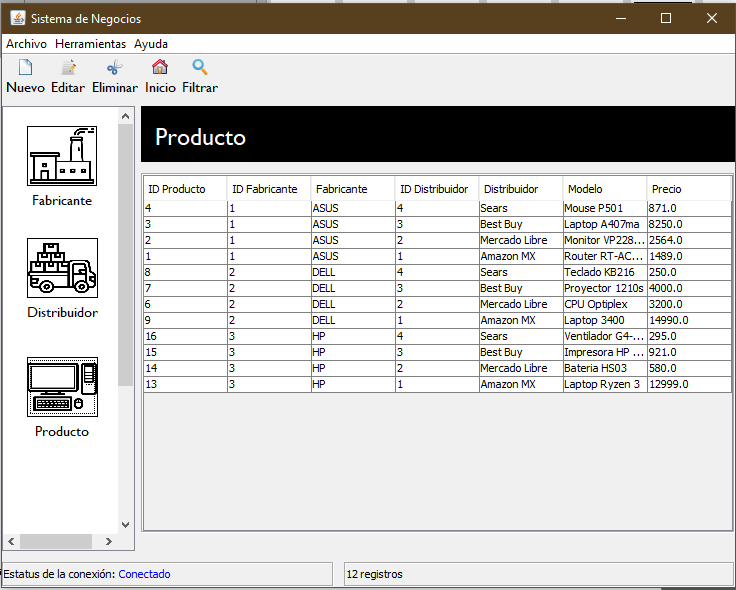 Sistema de Negocios
Archivo Herramientas Ayuda
Nuevo Editar Eliminar Inicio Filtrar
Fabricante
Distribuidor
Producto
Producto
ID Producto ID Fabricante Fabricante ID Distribuidor Distribuidor Modelo Precio
4 1 ASUS 4 Sears Mouse P501 871.0
3 1 ASUS 3 Best Buy Laptop A407ma 8250.0
2 1 ASUS 2 Mercado Libre Monitor VP228... 2564.0
1 1 ASUS 1 Amazon MX Router RT-AC... 1489.0
8 2 DELL 4 Sears Teclado KB216 250.0
7 2 DELL 3 Best Buy Proyector 1210s 4000.0
6 2 DELL 2 Mercado Libre CPU Optiplex 3200.0
9 2 DELL 1 Amazon MX Laptop 3400 14990.0
16 3 HP 4 Sears Ventilador G4-... 295.0
15 3 HP 3 Best Buy Impresora HP ... 921.0
14 3 HP 2 Mercado Libre Bateria HS03 580.0
13 3 HP 1 Amazon MX Laptop Ryzen 3 12999.0
Estatus de la conexión: Conectado
12 registros